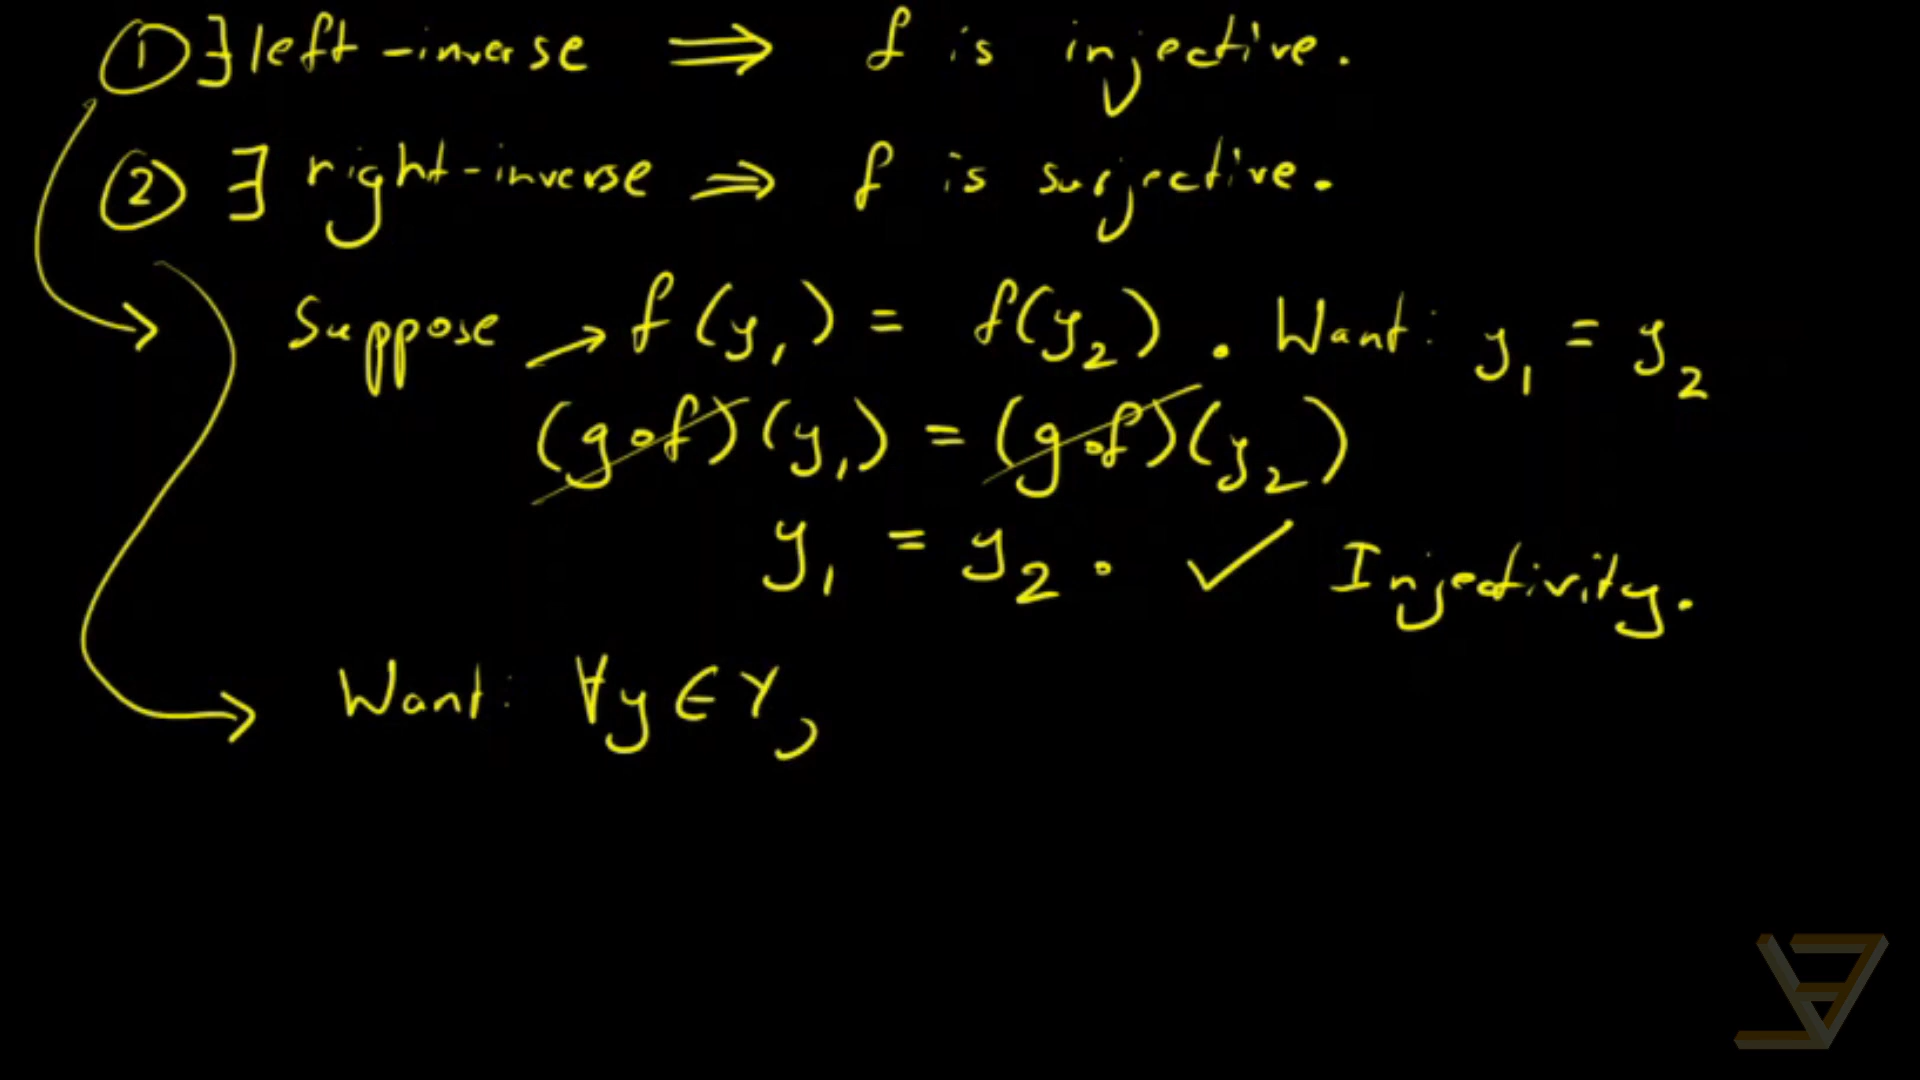 ① ∃ left-inverse ⟹ f is injective.
② ∃ right-inverse ⟹ f is surjective.
Suppose → f(y₁) = f(y₂). Want: y₁ = y₂
(g∘f)(y₁) = (g∘f)(y₂)
y₁ = y₂. ✓ Injectivity.
Want: ∀y∈Y,